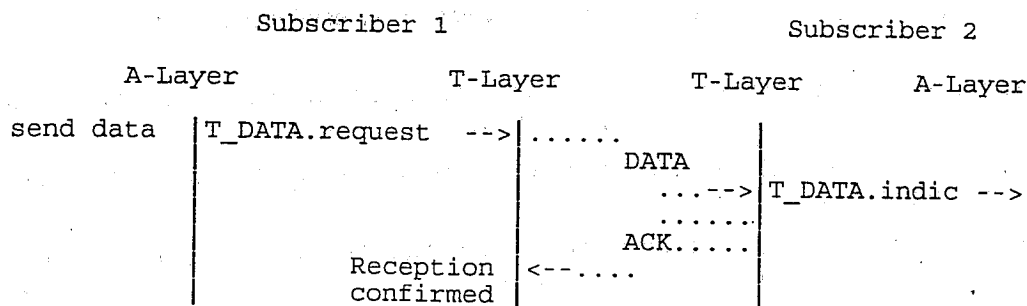 Subscriber 1 Subscriber 2
A-Layer T-Layer T-Layer A-Layer
send data |T_DATA.request -->|......
DATA
...-->|T_DATA.indic -->
......
ACK.....
Reception |<--....
confirmed